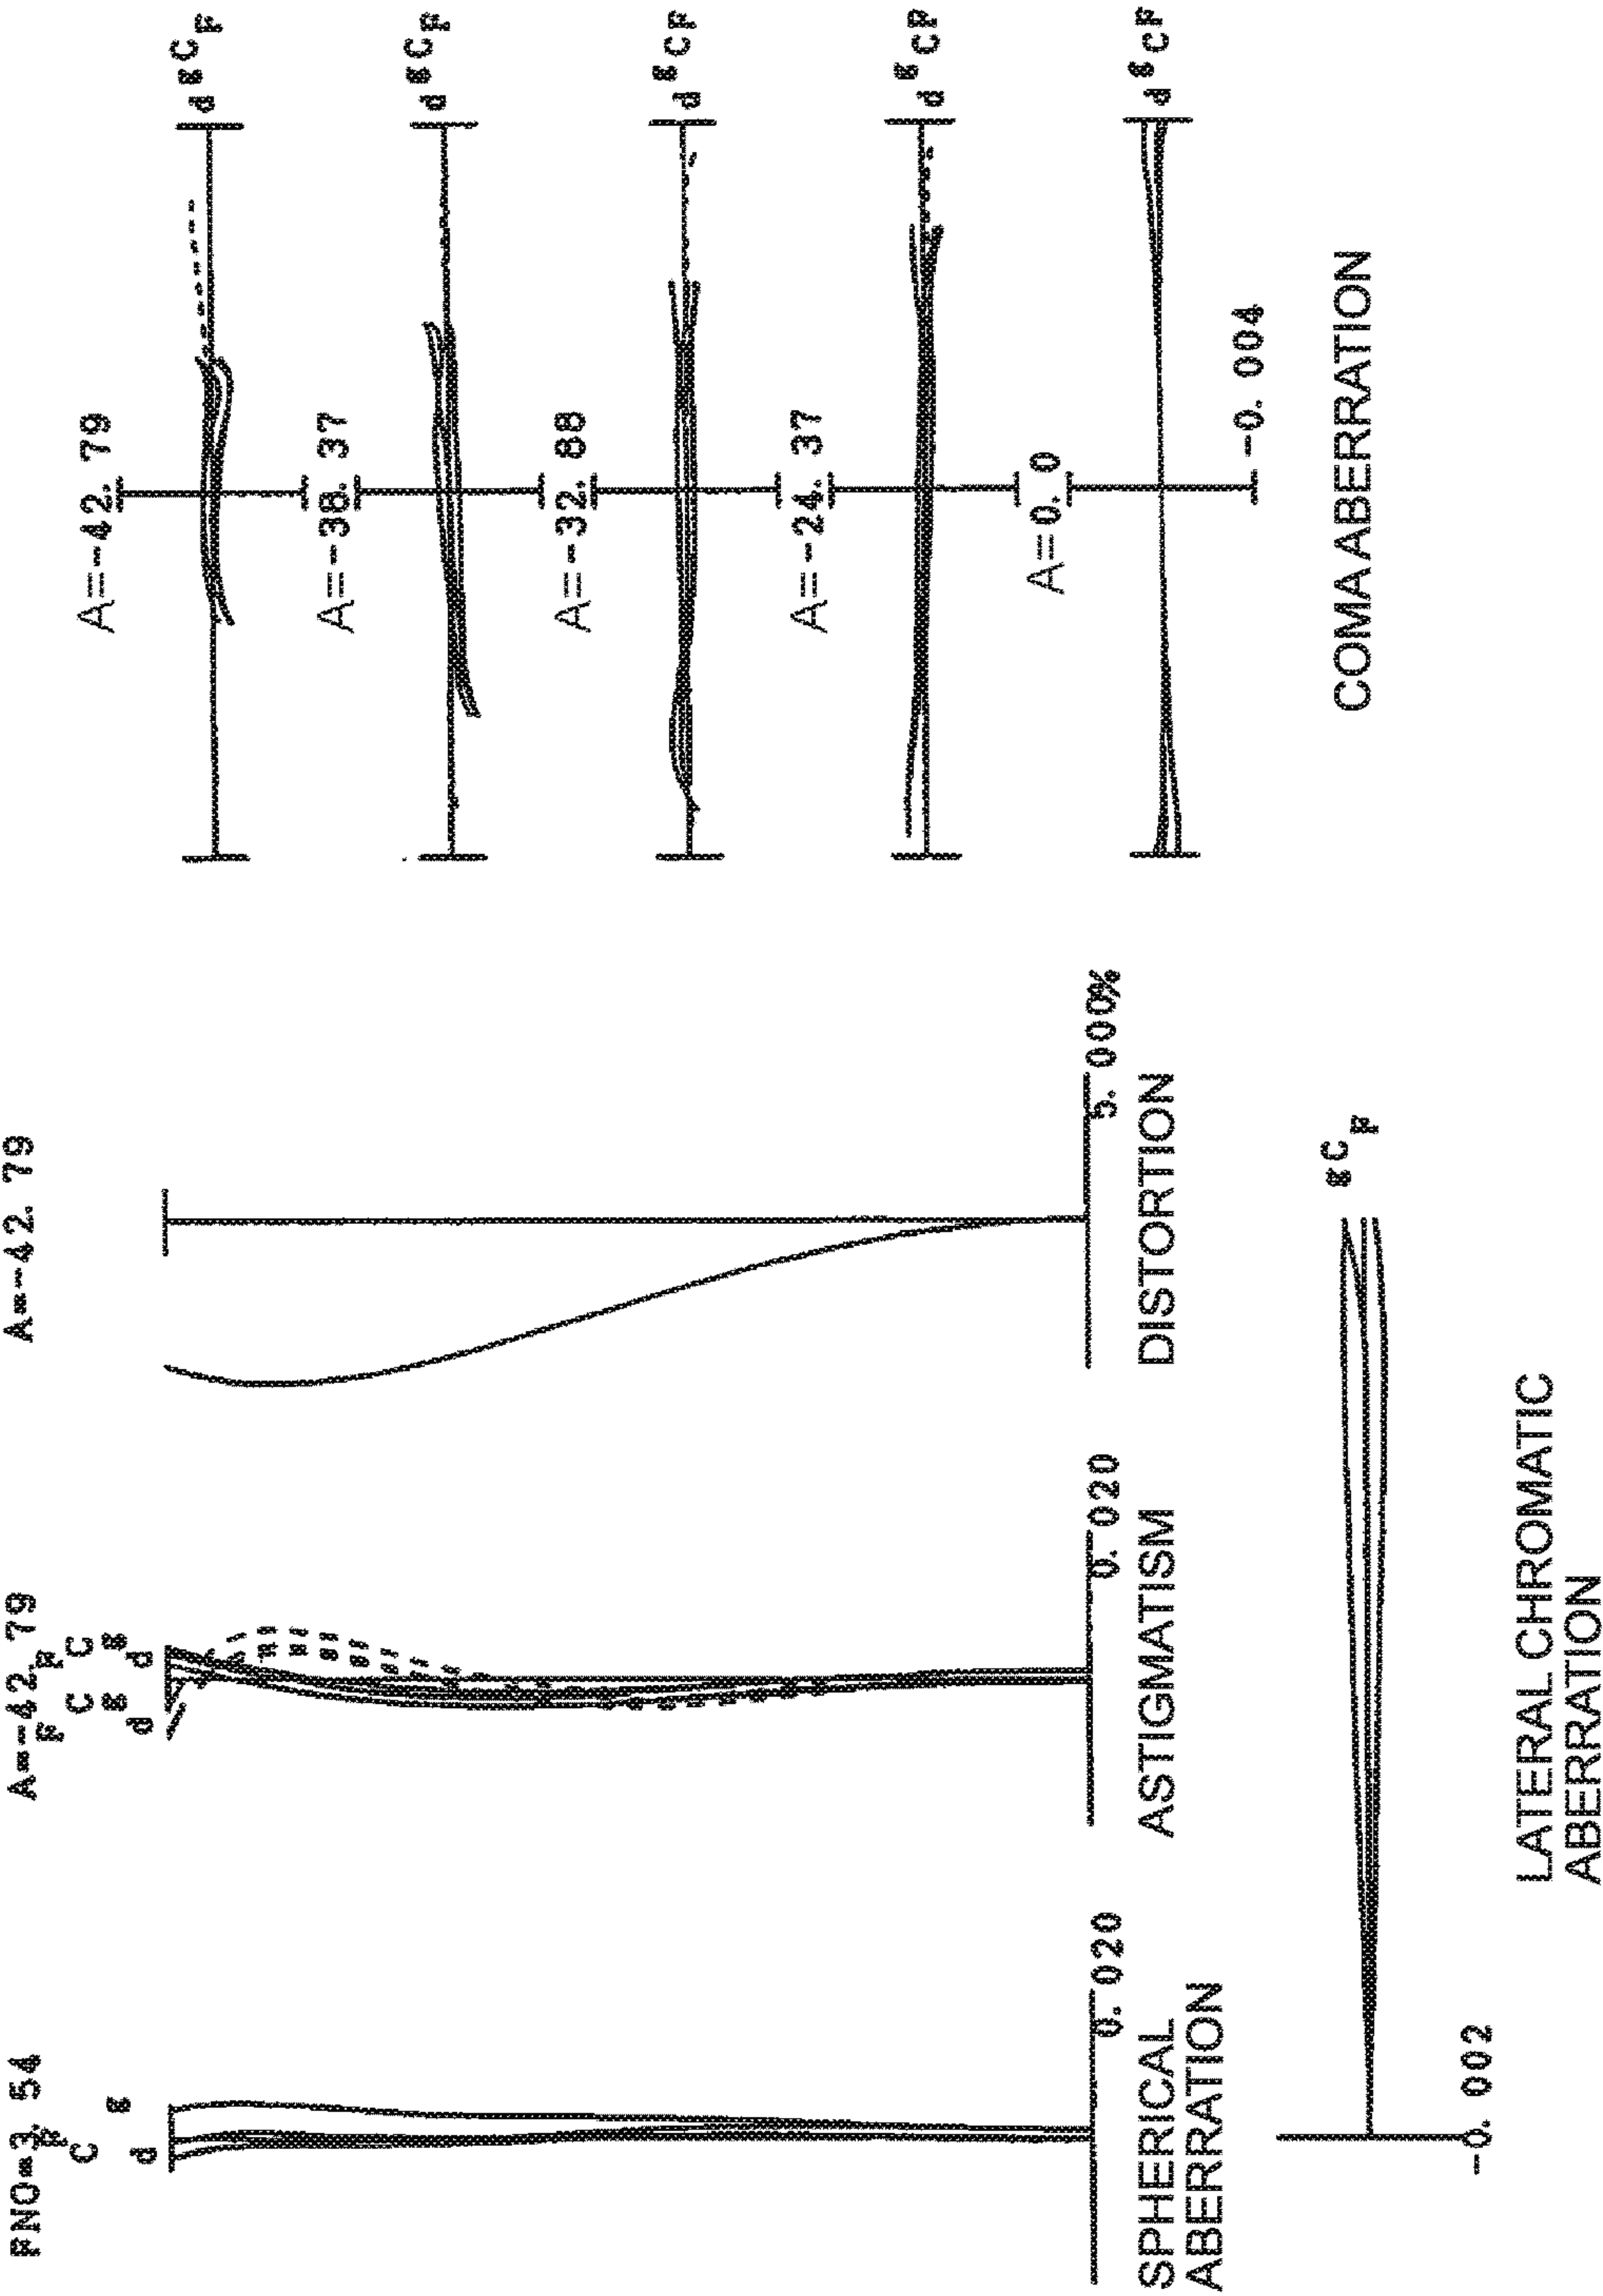 FNO=3. 54
F
C
g
d
0. 020
SPHERICAL
ABERRATION
A=-42. 79
F
F
C
C
g
g
d
d
0. 020
ASTIGMATISM
A=-42. 79
5. 000%
DISTORTION
g C
F
-0. 002
LATERAL CHROMATIC
ABERRATION
A=-42. 79
d g C F
A=-38. 37
d g C F
A=-32. 88
d g C F
A=-24. 37
d g C F
A=0. 0
d g C F
-0. 004
COMA ABERRATION